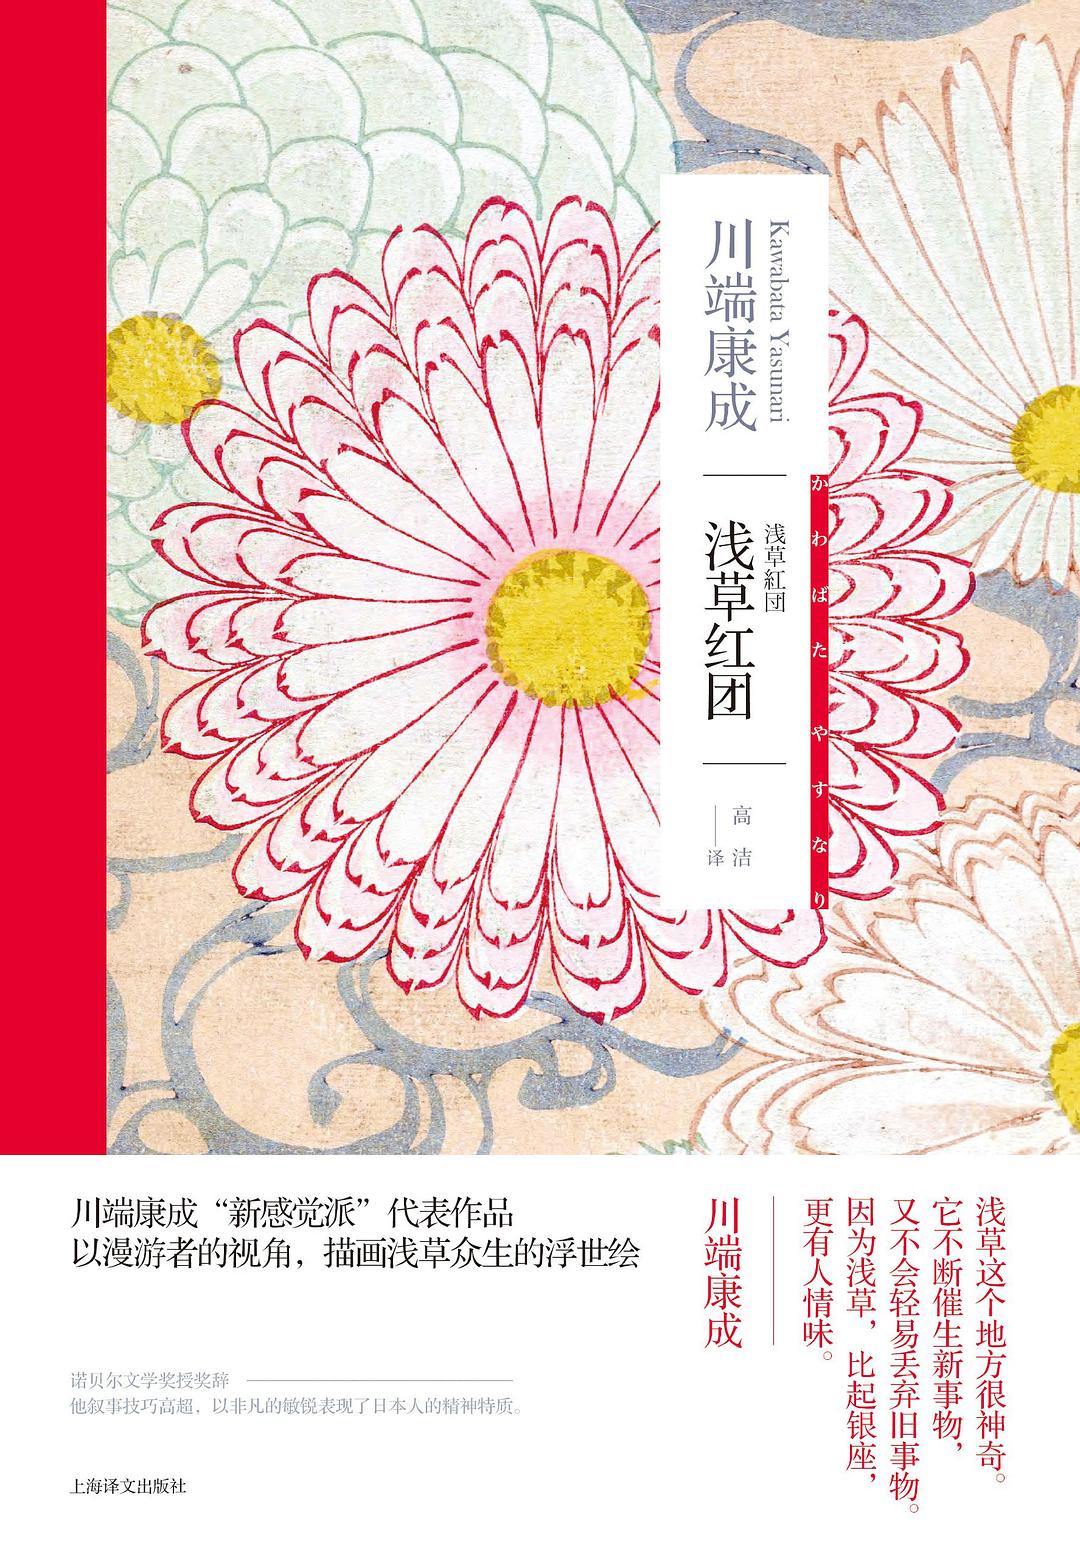 川端康成
Kawabata Yasunari
浅草红团
浅草紅団
高洁
译
かわばた やすなり
川端康成“新感觉派”代表作品
以漫游者的视角，描画浅草众生的浮世绘
诺贝尔文学奖授奖辞
他叙事技巧高超，以非凡的敏锐表现了日本人的精神特质。
上海译文出版社
浅草这个地方很神奇。
它不断催生新事物，
又不会轻易丢弃旧事物。
因为浅草，比起银座，
更有人情味。
川端康成